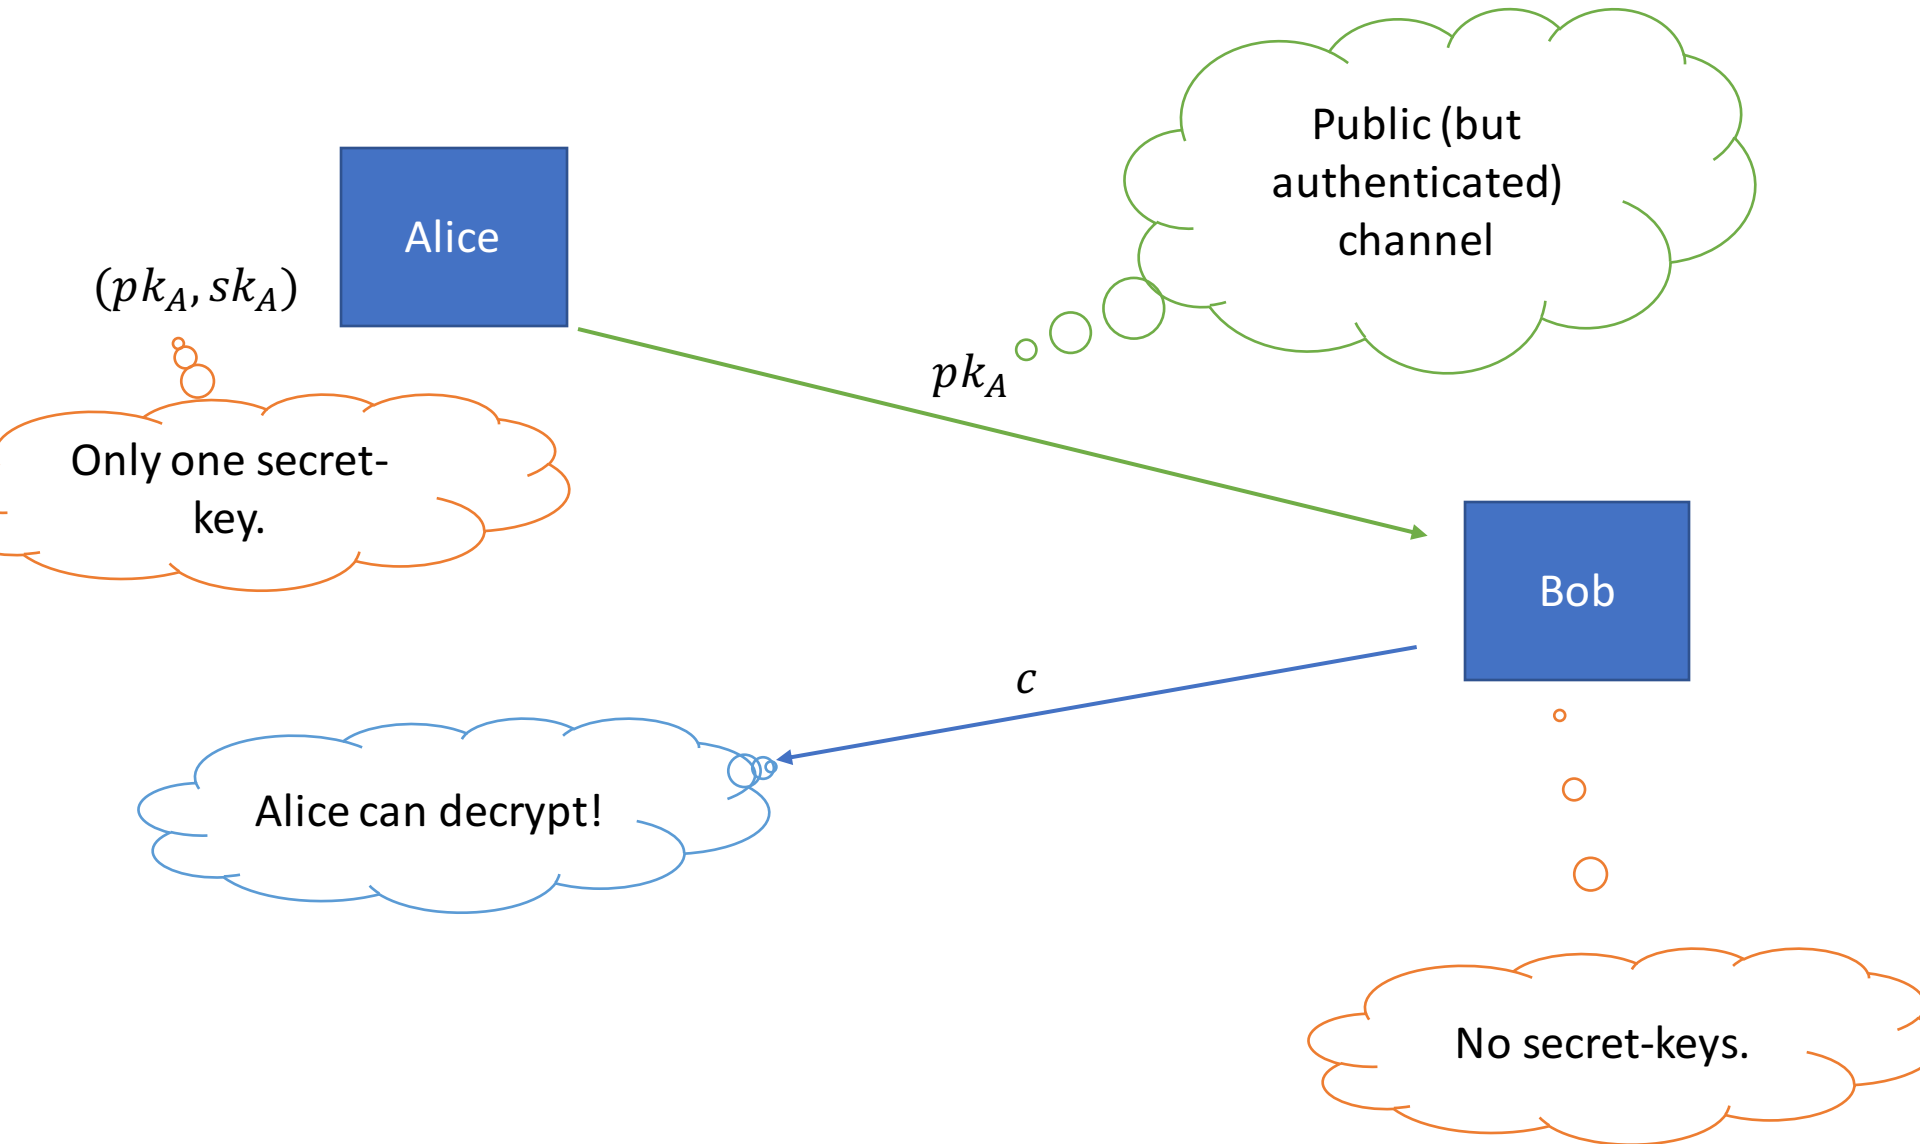 Public (but
authenticated)
channel
Alice
(pk_A, sk_A)
pk_A
Only one secret-
key.
Bob
c
Alice can decrypt!
No secret-keys.